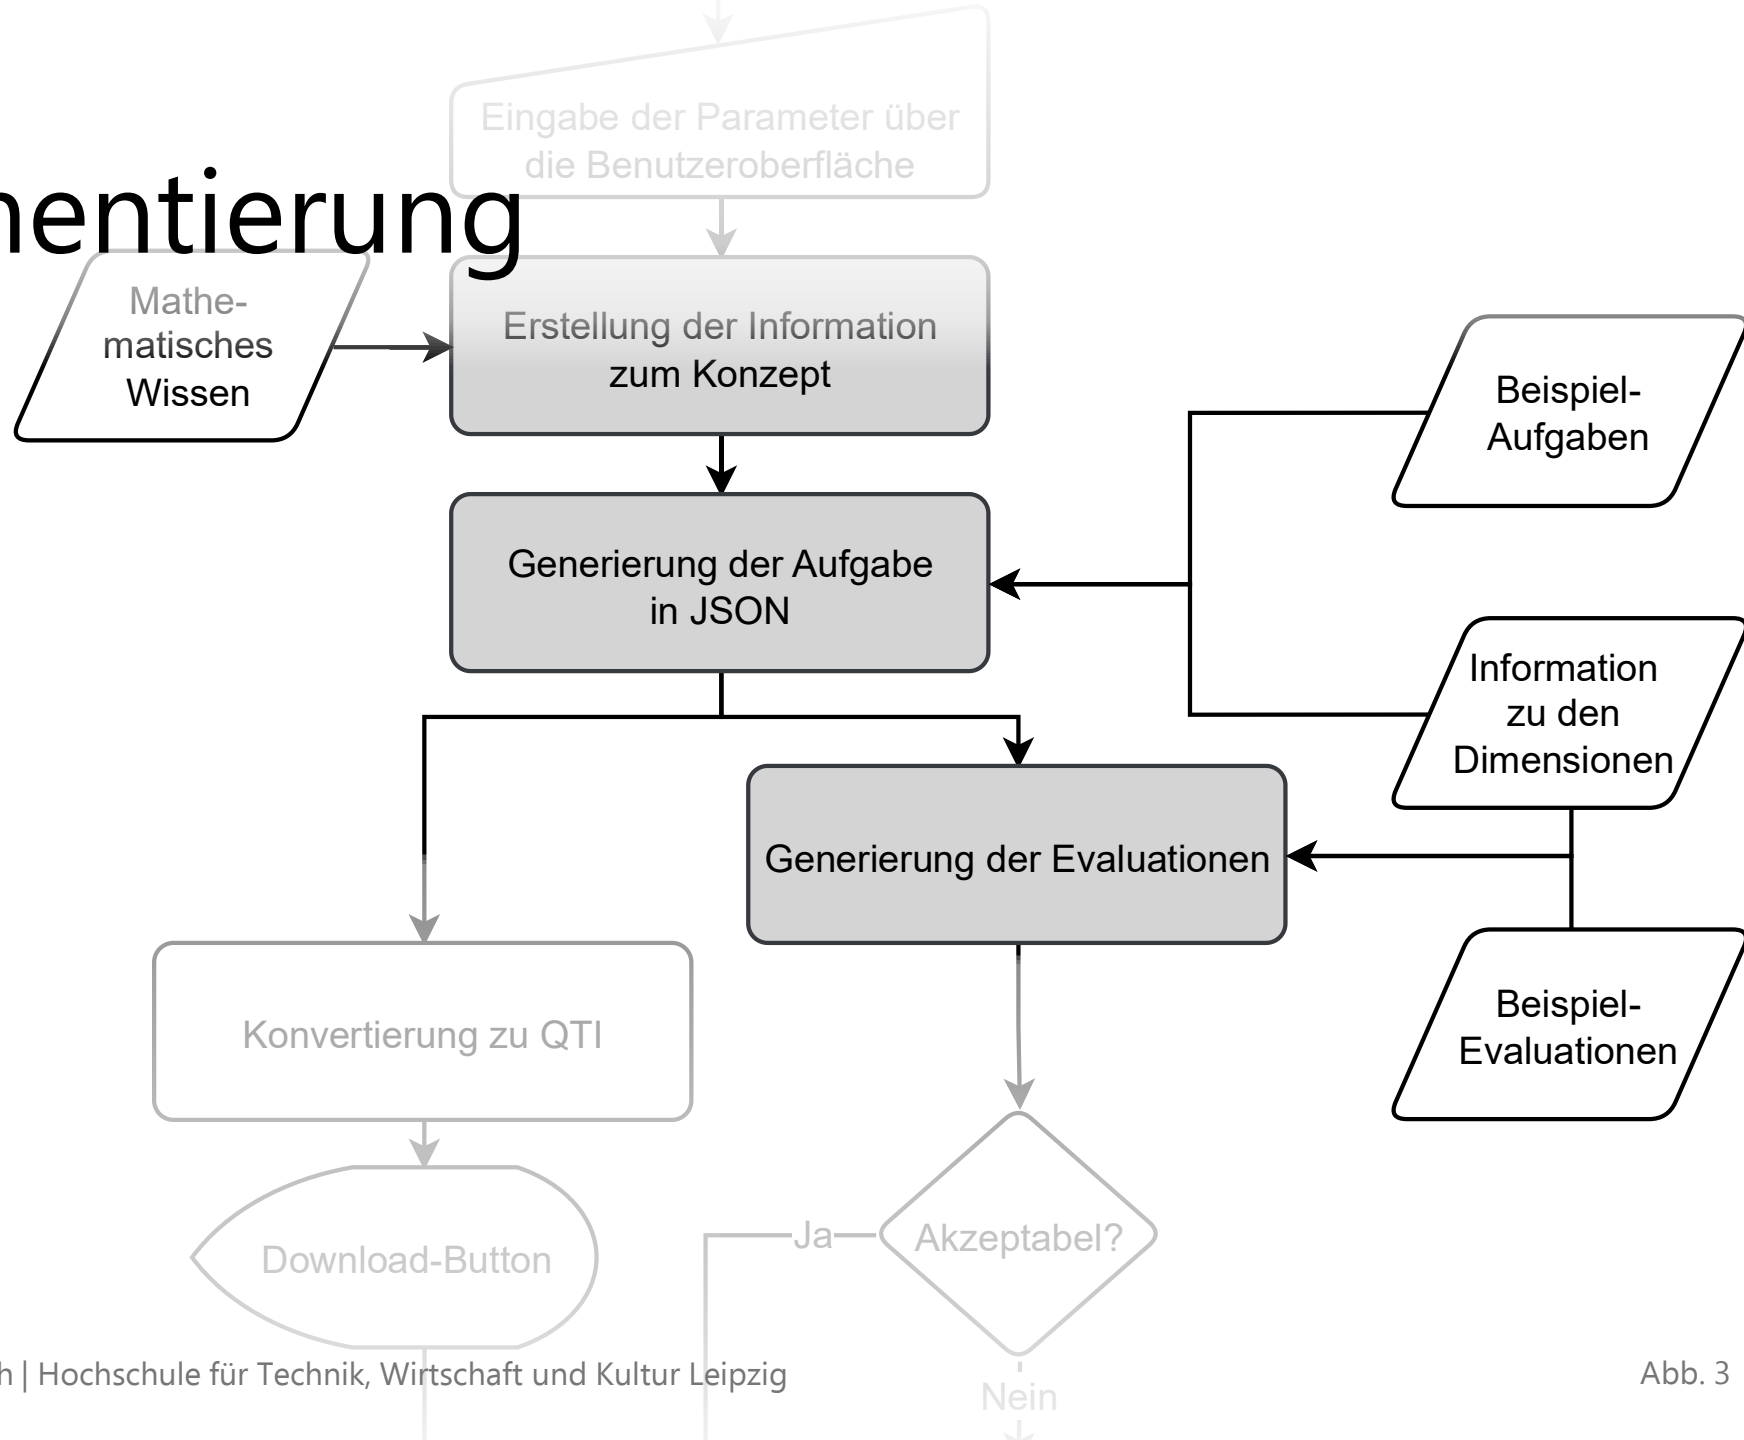 Eingabe der Parameter über
die Benutzeroberfläche
nentierung
Mathe-
matisches
Wissen
Erstellung der Information
zum Konzept
Beispiel-
Aufgaben
Generierung der Aufgabe
in JSON
Information
zu den
Dimensionen
Generierung der Evaluationen
Konvertierung zu QTI
Beispiel-
Evaluationen
Download-Button
Ja
Akzeptabel?
Nein
h | Hochschule für Technik, Wirtschaft und Kultur Leipzig
Abb. 3